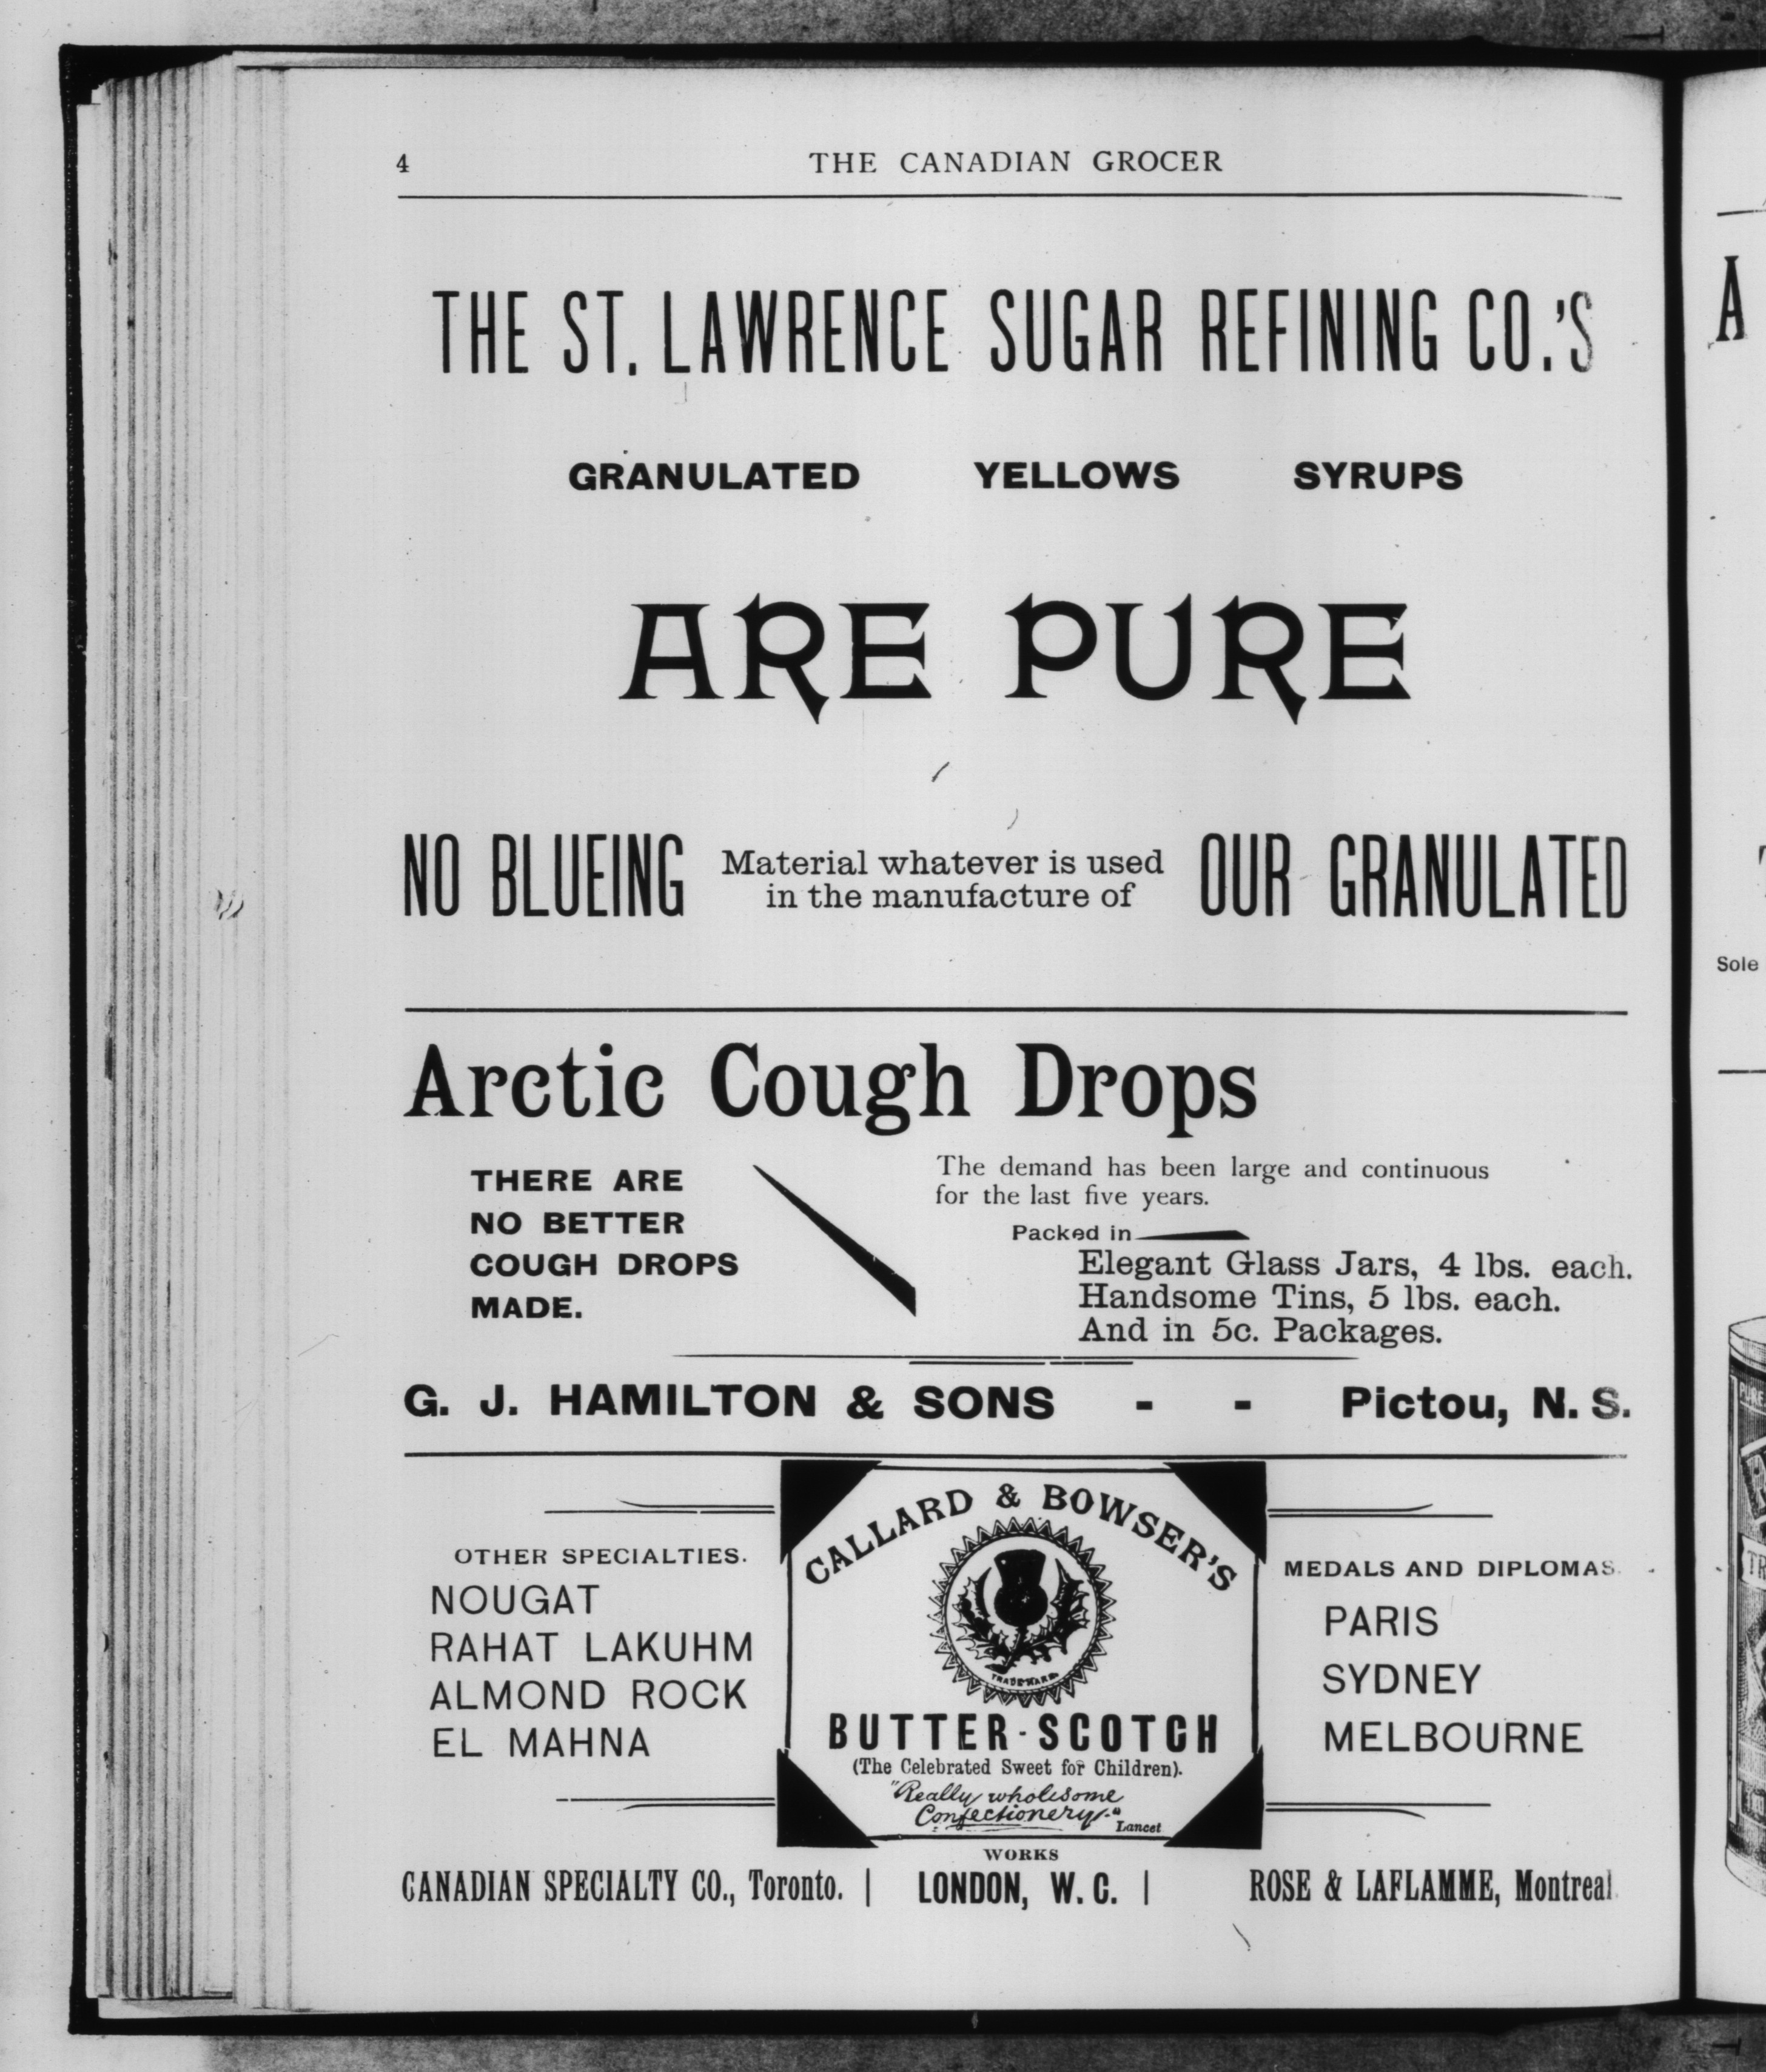 4
THE CANADIAN GROCER
THE ST. LAWRENCE SUGAR REFINING CO.'S
GRANULATED YELLOWS SYRUPS
ARE PURE
NO BLUEING Material whatever is used in the manufacture of OUR GRANULATED
Arctic Cough Drops
THERE ARE
NO BETTER
COUGH DROPS
MADE.
The demand has been large and continuous
for the last five years.
Packed in
Elegant Glass Jars, 4 lbs. each.
Handsome Tins, 5 lbs. each.
And in 5c. Packages.
G. J. HAMILTON & SONS - - Pictou, N. S.
OTHER SPECIALTIES.
NOUGAT
RAHAT LAKUHM
ALMOND ROCK
EL MAHNA
CALLARD & BOWSER'S
TRADE MARK
BUTTER-SCOTCH
(The Celebrated Sweet for Children).
"Really wholesome
Confectionery."
Lancet
MEDALS AND DIPLOMAS.
PARIS
SYDNEY
MELBOURNE
WORKS
CANADIAN SPECIALTY CO., Toronto. | LONDON, W. C. | ROSE & LAFLAMME, Montreal
A
Sole
PURE